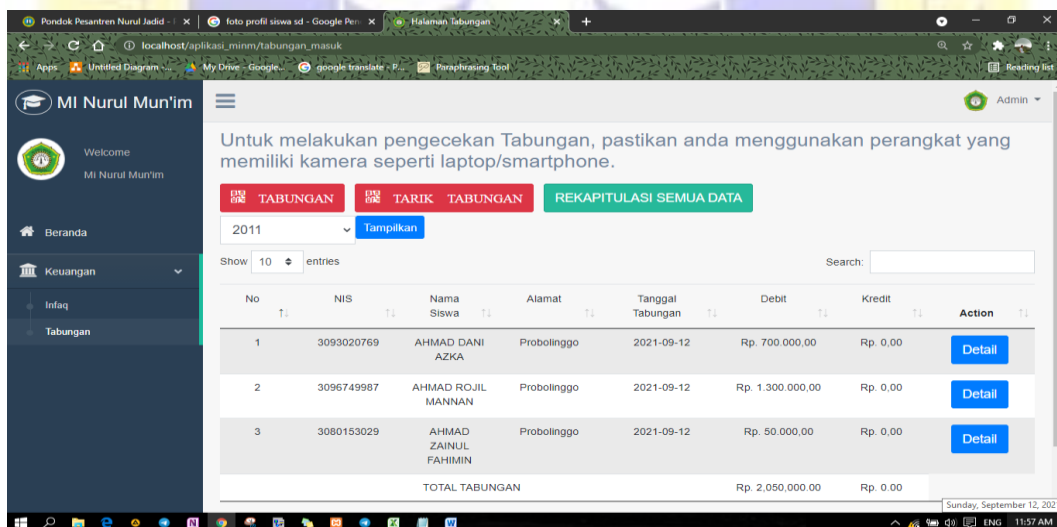 Pondok Pesantren Nurul Jadid -
foto profil siswa sd - Google Pen
Halaman Tabungan
localhost/aplikasi_minm/tabungan_masuk
Apps
Untitled Diagram -...
My Drive - Google...
google translate - P...
Paraphrasing Tool
Reading list
MI Nurul Mun'im
Admin
Welcome
Mi Nurul Mun'im
Beranda
Keuangan
Infaq
Tabungan
Untuk melakukan pengecekan Tabungan, pastikan anda menggunakan perangkat yang
memiliki kamera seperti laptop/smartphone.
TABUNGAN TARIK TABUNGAN REKAPITULASI SEMUA DATA
2011 Tampilkan
Show 10 entries Search:
No NIS Nama Siswa Alamat Tanggal Tabungan Debit Kredit Action
1 3093020769 AHMAD DANI AZKA Probolinggo 2021-09-12 Rp. 700.000,00 Rp. 0,00 Detail
2 3096749987 AHMAD ROJIL MANNAN Probolinggo 2021-09-12 Rp. 1.300.000,00 Rp. 0,00 Detail
3 3080153029 AHMAD ZAINUL FAHIMIN Probolinggo 2021-09-12 Rp. 50.000,00 Rp. 0,00 Detail
TOTAL TABUNGAN Rp. 2,050,000.00 Rp. 0.00
Sunday, September 12, 202
ENG 11:57 AM